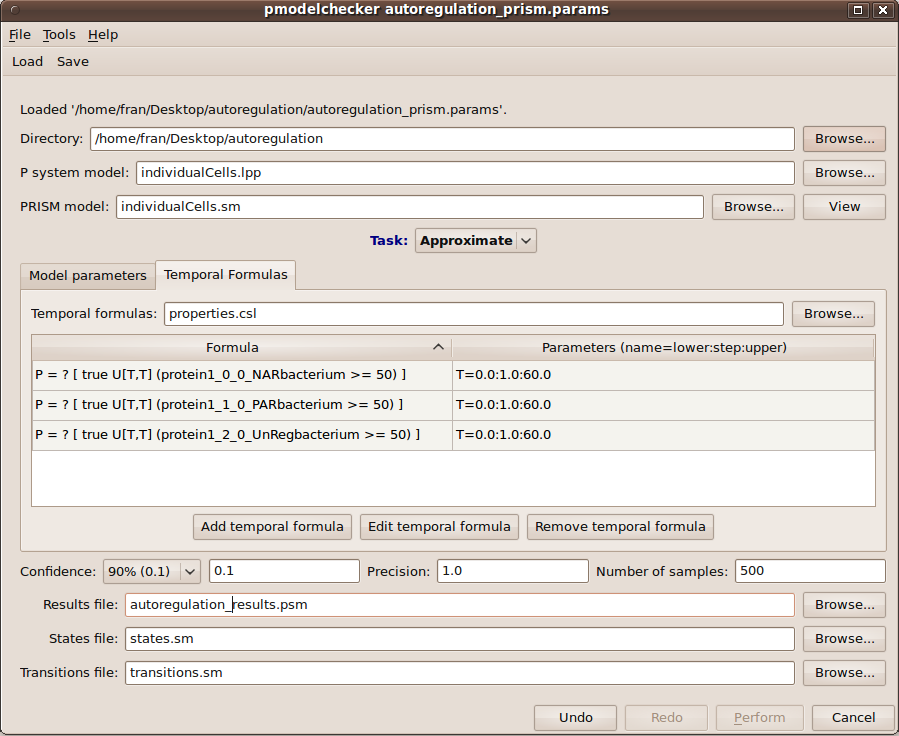 pmodelchecker autoregulation_prism.params
File Tools Help
Load Save
Loaded '/home/fran/Desktop/autoregulation/autoregulation_prism.params'.
Directory: /home/fran/Desktop/autoregulation Browse...
P system model: individualCells.lpp Browse...
PRISM model: individualCells.sm Browse... View
Task: Approximate
Model parameters Temporal Formulas
Temporal formulas: properties.csl Browse...
Formula Parameters (name=lower:step:upper)
P = ? [ true U[T,T] (protein1_0_0_NARbacterium >= 50) ] T=0.0:1.0:60.0
P = ? [ true U[T,T] (protein1_1_0_PARbacterium >= 50) ] T=0.0:1.0:60.0
P = ? [ true U[T,T] (protein1_2_0_UnRegbacterium >= 50) ] T=0.0:1.0:60.0
Add temporal formula Edit temporal formula Remove temporal formula
Confidence: 90% (0.1) 0.1 Precision: 1.0 Number of samples: 500
Results file: autoregulation_results.psm Browse...
States file: states.sm Browse...
Transitions file: transitions.sm Browse...
Undo Redo Perform Cancel